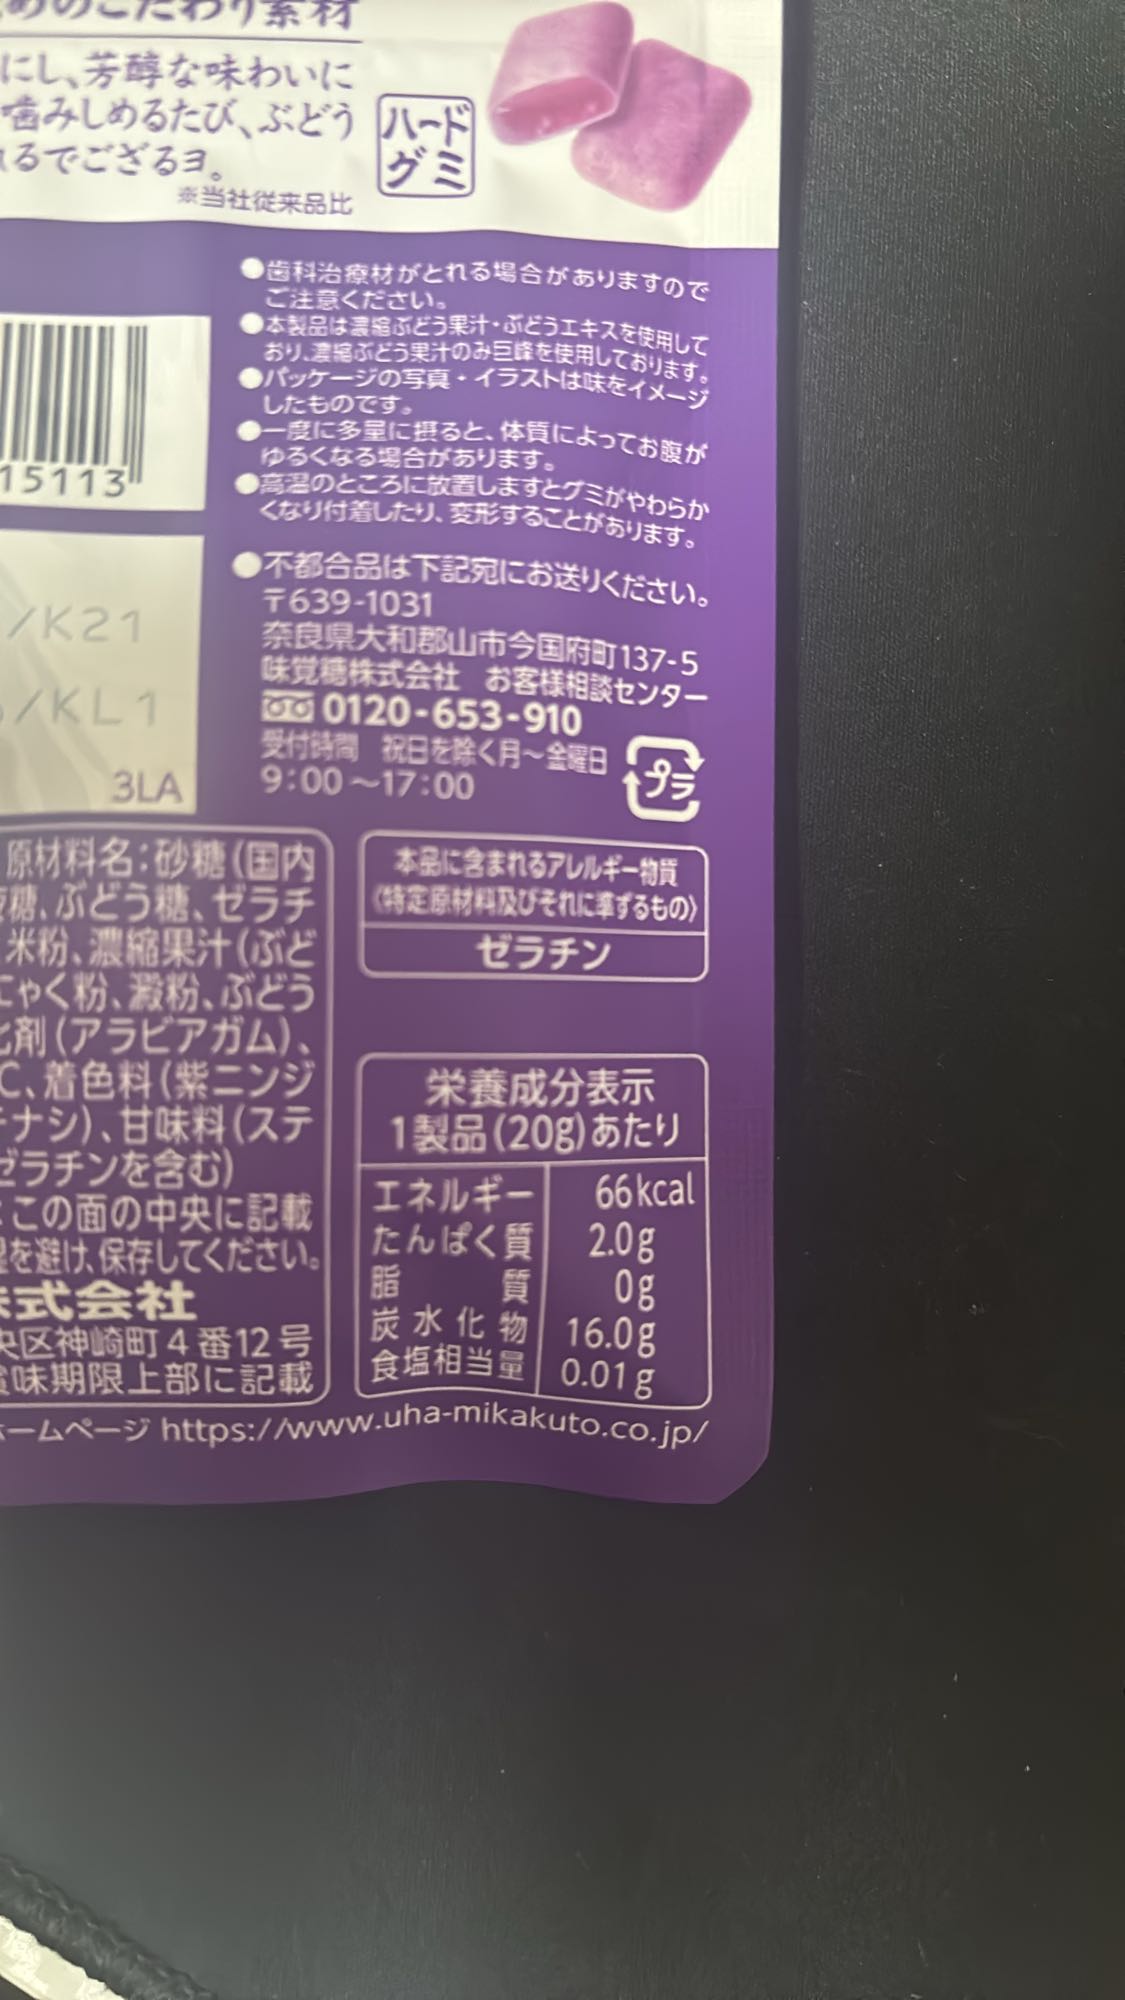 めのこだわり素材
にし、芳醇な味わいに
歯みしめるたび、ぶどう
るでござるヨ。
※当社従来品比
ハード
グミ
●歯科治療材がとれる場合がありますので
ご注意ください。
●本製品は濃縮ぶどう果汁・ぶどうエキスを使用して
おり、濃縮ぶどう果汁のみ巨峰を使用しております。
●パッケージの写真・イラストは味をイメージ
したものです。
●一度に多量に摂ると、体質によってお腹が
ゆるくなる場合があります。
●高温のところに放置しますとグミがやわらか
くなり付着したり、変形することがあります。
15113
●不都合品は下記宛にお送りください。
〒639-1031
奈良県大和郡山市今国府町137-5
味覚糖株式会社 お客様相談センター
0120-653-910
受付時間 祝日を除く月~金曜日
9:00~17:00
プラ
/K21
/KL1
3LA
原材料名:砂糖(国内
糖、ぶどう糖、ゼラチ
米粉、濃縮果汁(ぶど
にゃく粉、澱粉、ぶどう
剤(アラビアガム)、
C、着色料(紫ニンジ
チナシ)、甘味料(ステ
ゼラチンを含む)
この面の中央に記載
を避け、保存してください。
株式会社
央区神崎町4番12号
賞味期限上部に記載
本品に含まれるアレルギー物質
(特定原材料及びそれに準ずるもの)
ゼラチン
栄養成分表示
1製品(20g)あたり
エネルギー 66kcal
たんぱく質 2.0g
脂質 0g
炭水化物 16.0g
食塩相当量 0.01g
ホームページ https://www.uha-mikakuto.co.jp/